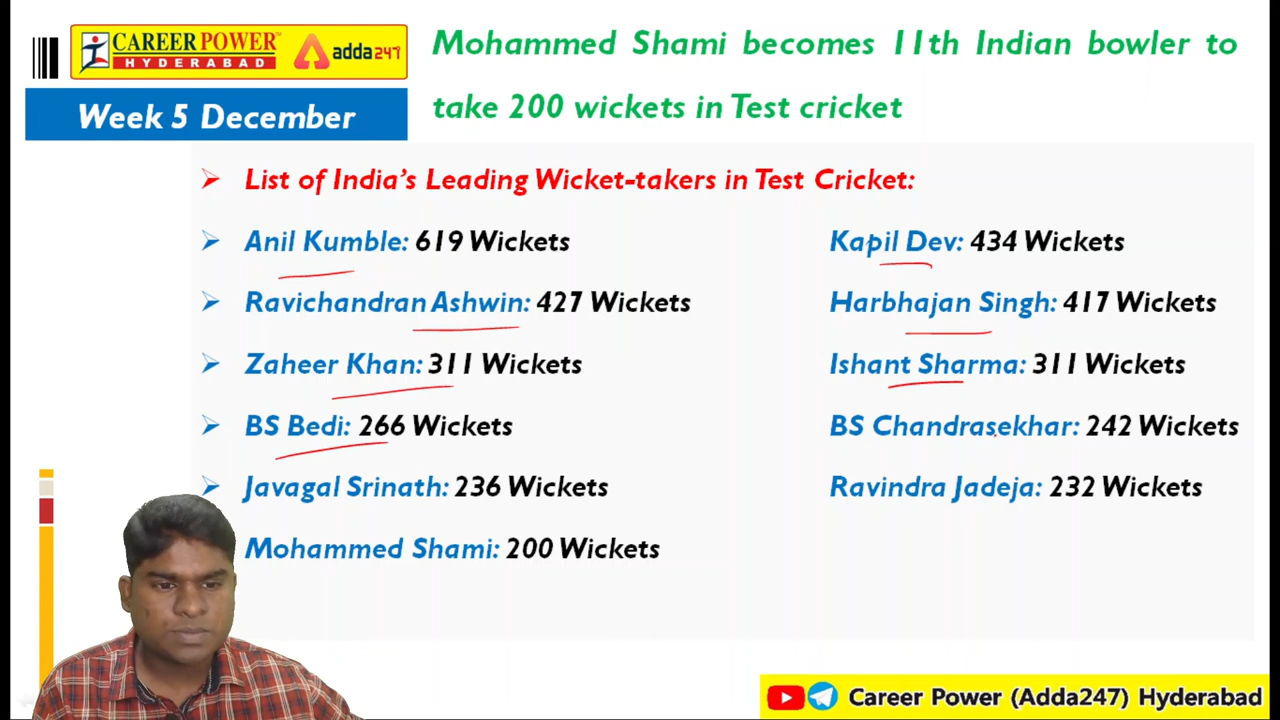 CAREER POWER
HYDERABAD
adda247
Week 5 December
Mohammed Shami becomes 11th Indian bowler to
take 200 wickets in Test cricket
List of India's Leading Wicket-takers in Test Cricket:
Anil Kumble: 619 Wickets
Kapil Dev: 434 Wickets
Ravichandran Ashwin: 427 Wickets
Harbhajan Singh: 417 Wickets
Zaheer Khan: 311 Wickets
Ishant Sharma: 311 Wickets
BS Bedi: 266 Wickets
BS Chandrasekhar: 242 Wickets
Javagal Srinath: 236 Wickets
Ravindra Jadeja: 232 Wickets
Mohammed Shami: 200 Wickets
Career Power (Adda247) Hyderabad